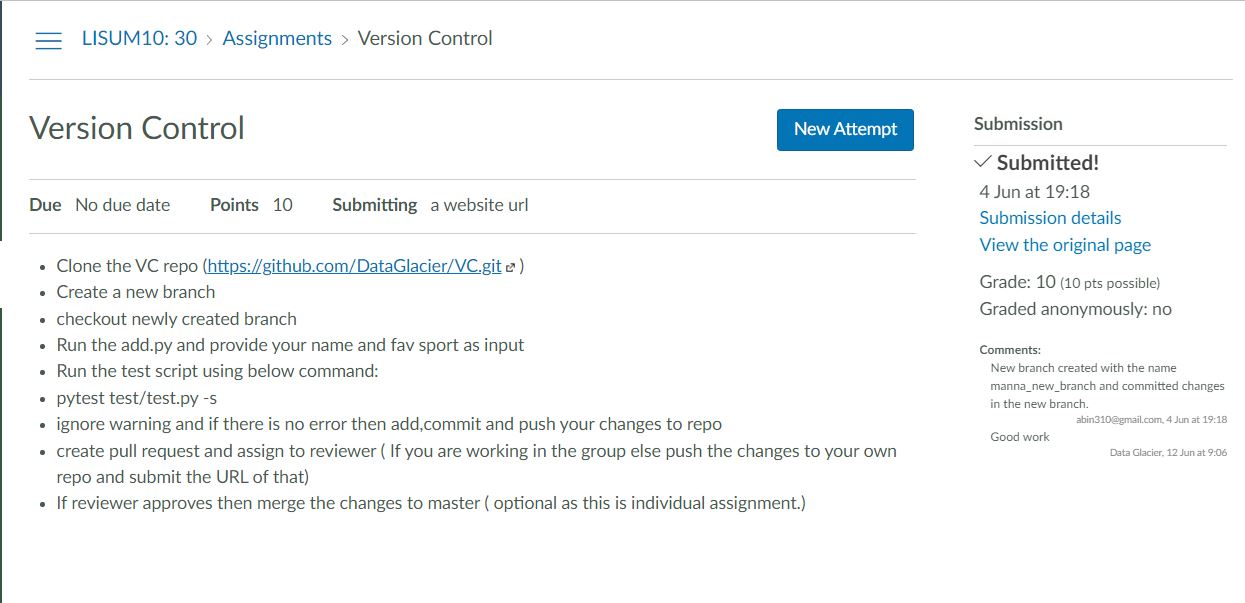 LISUM10: 30 › Assignments › Version Control
Version Control
New Attempt
Due No due date Points 10 Submitting a website url
• Clone the VC repo (https://github.com/DataGlacier/VC.git )
• Create a new branch
• checkout newly created branch
• Run the add.py and provide your name and fav sport as input
• Run the test script using below command:
• pytest test/test.py -s
• ignore warning and if there is no error then add,commit and push your changes to repo
• create pull request and assign to reviewer ( If you are working in the group else push the changes to your own
repo and submit the URL of that)
• If reviewer approves then merge the changes to master ( optional as this is individual assignment.)
Submission
✓ Submitted!
4 Jun at 19:18
Submission details
View the original page
Grade: 10 (10 pts possible)
Graded anonymously: no
Comments:
New branch created with the name
manna_new_branch and committed changes
in the new branch.
abin310@gmail.com, 4 Jun at 19:18
Good work
Data Glacier, 12 Jun at 9:06